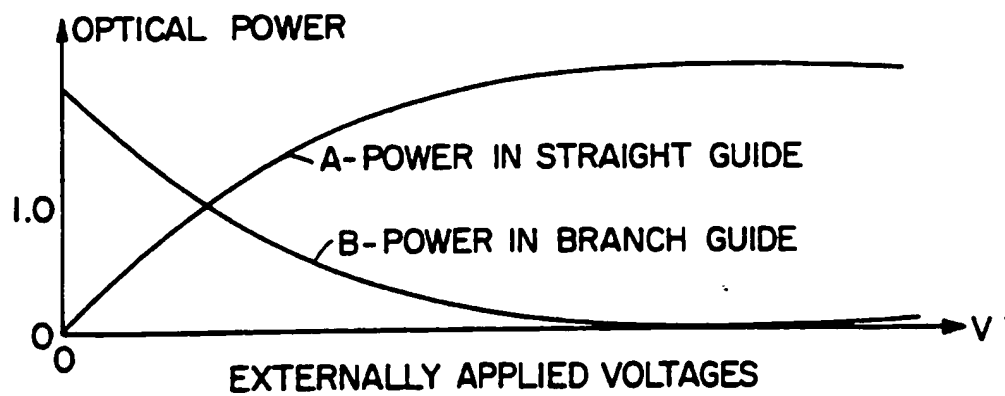 OPTICAL POWER
A-POWER IN STRAIGHT GUIDE
1.0
B-POWER IN BRANCH GUIDE
0
V
0
EXTERNALLY APPLIED VOLTAGES